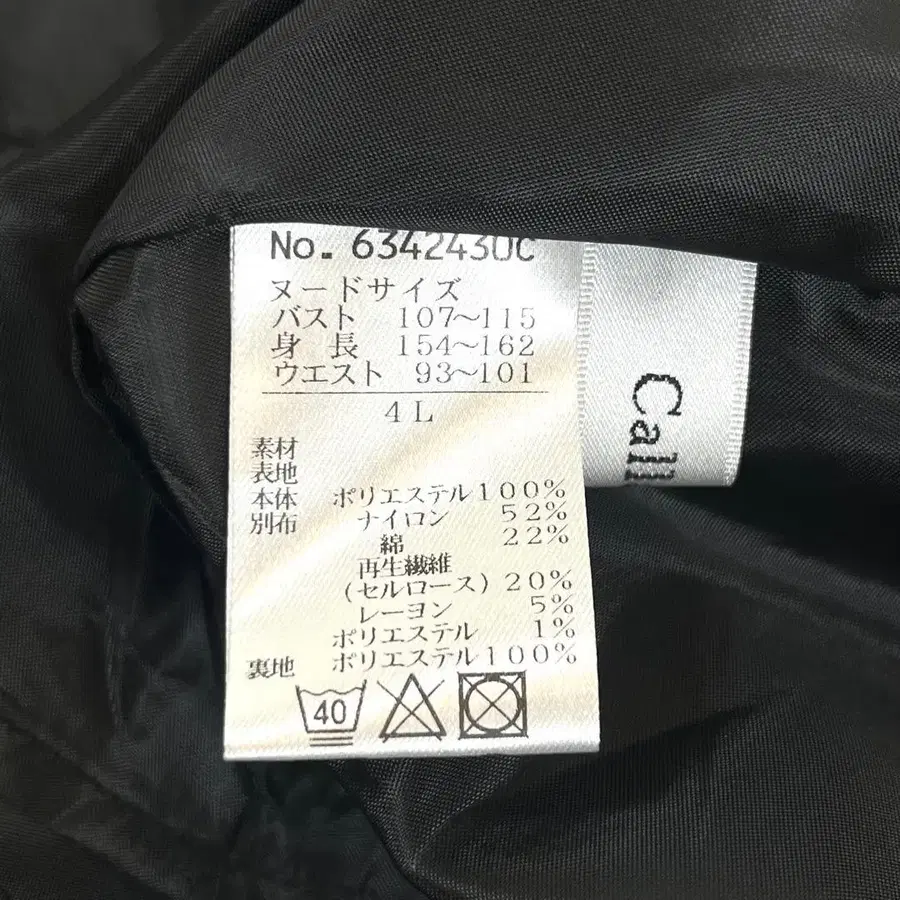 No. 634243OC
ヌードサイズ
バスト 107〜115
身 長 154〜162
ウエスト 93〜101
4L
素材
表地
本体 ポリエステル100%
別布 ナイロン 52%
綿 22%
再生繊維
(セルロース) 20%
レーヨン 5%
ポリエステル 1%
裏地 ポリエステル100%
40